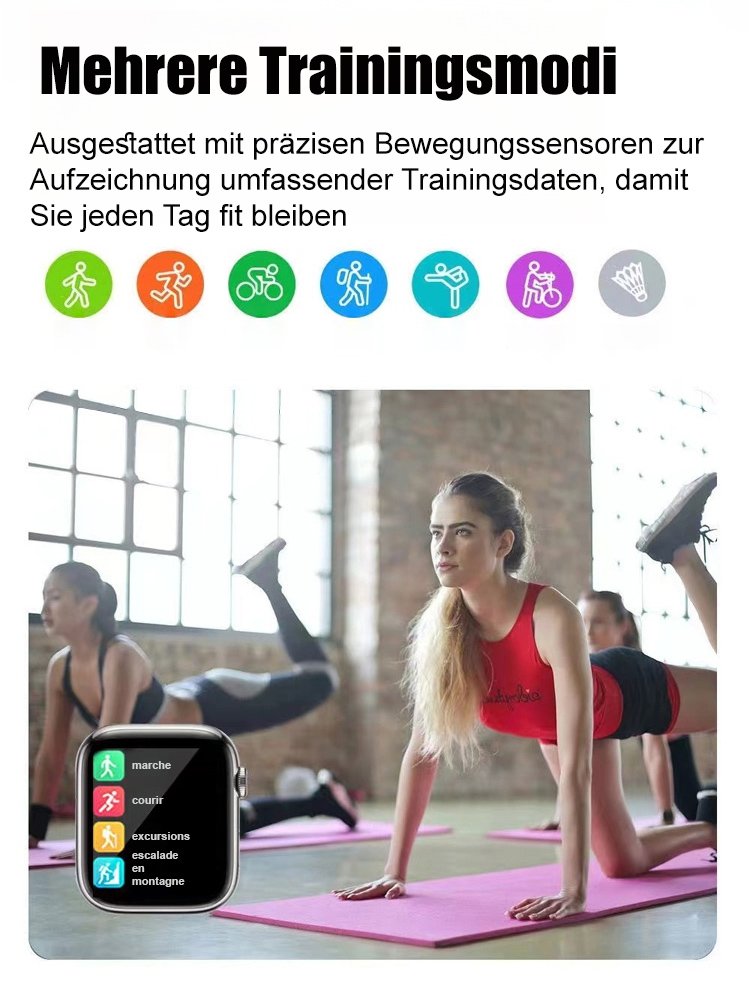 Mehrere Trainingsmodi
Ausgestattet mit präzisen Bewegungssensoren zur
Aufzeichnung umfassender Trainingsdaten, damit
Sie jeden Tag fit bleiben
marche
courir
excursions
escalade
en
montagne